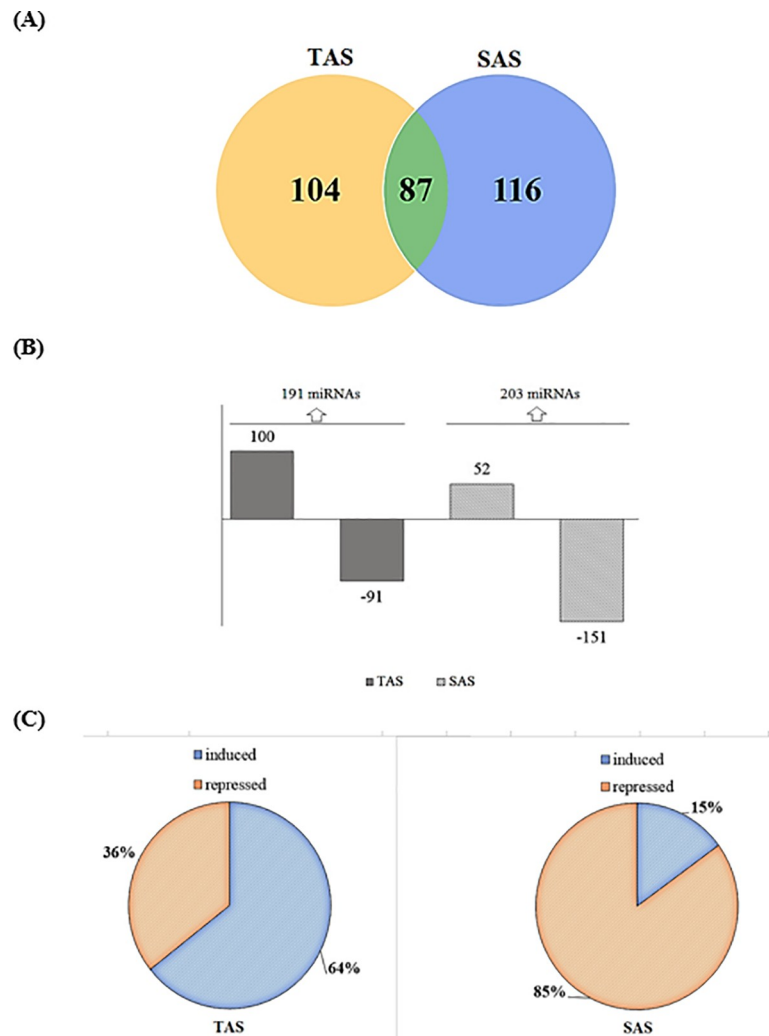 (A)
TAS SAS
104 87 116
(B)
191 miRNAs 203 miRNAs
100
52
-91
-151
TAS SAS
(C)
induced
repressed
36%
64%
TAS
induced
repressed
15%
85%
SAS